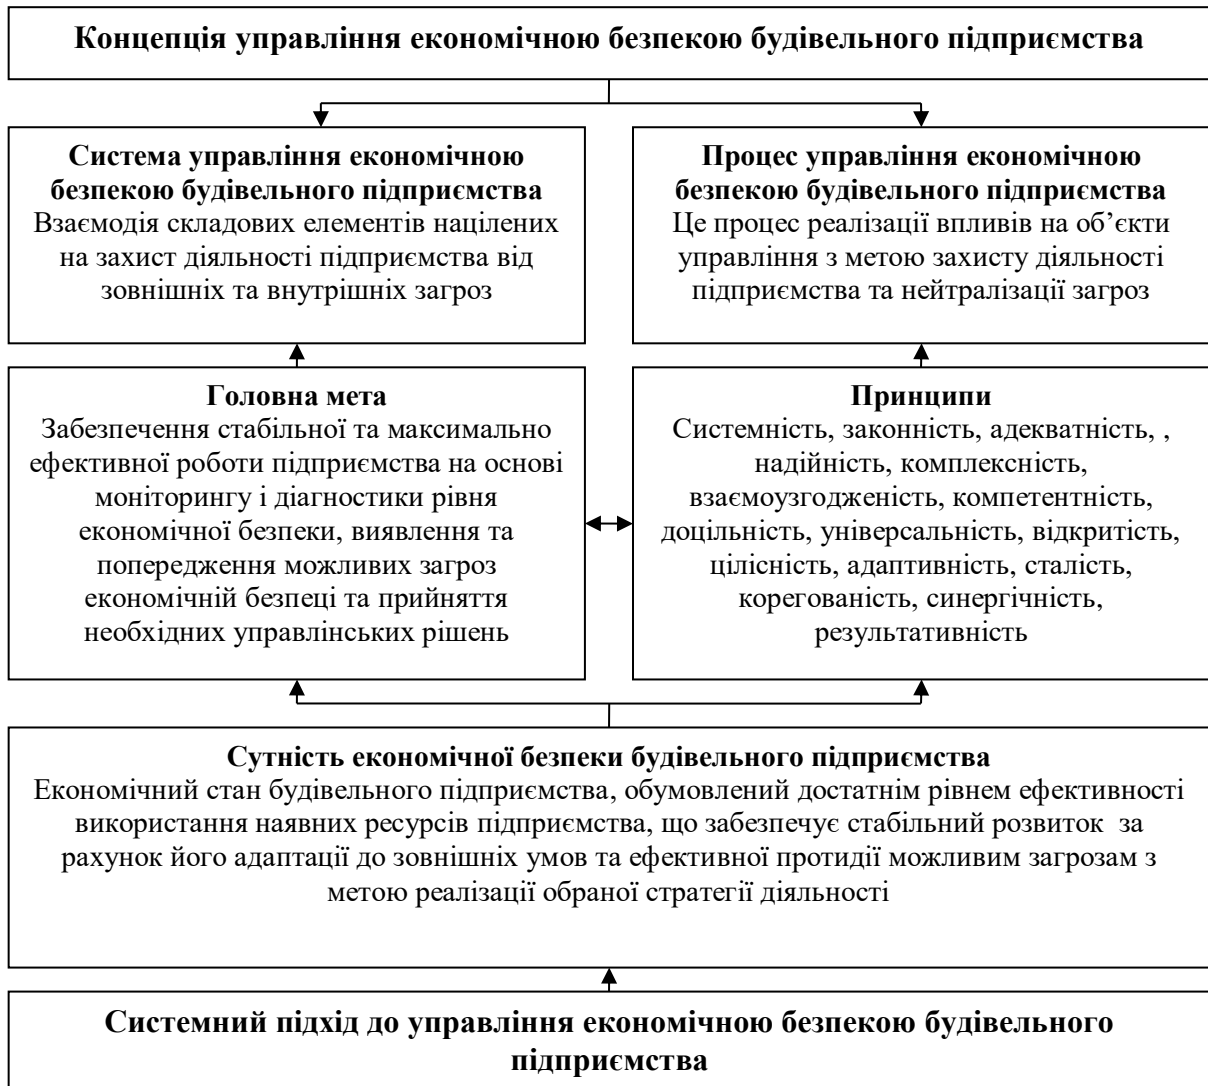 Концепція управління економічною безпекою будівельного підприємства
Система управління економічною
безпекою будівельного підприємства
Взаємодія складових елементів націлених
на захист діяльності підприємства від
зовнішніх та внутрішніх загроз
Процес управління економічною
безпекою будівельного підприємства
Це процес реалізації впливів на об’єкти
управління з метою захисту діяльності
підприємства та нейтралізації загроз
Головна мета
Забезпечення стабільної та максимально
ефективної роботи підприємства на основі
моніторингу і діагностики рівня
економічної безпеки, виявлення та
попередження можливих загроз
економічній безпеці та прийняття
необхідних управлінських рішень
Принципи
Системність, законність, адекватність, ,
надійність, комплексність,
взаємоузгодженість, компетентність,
доцільність, універсальність, відкритість,
цілісність, адаптивність, сталість,
корегованість, синергічність,
результативність
Сутність економічної безпеки будівельного підприємства
Економічний стан будівельного підприємства, обумовлений достатнім рівнем ефективності
використання наявних ресурсів підприємства, що забезпечує стабільний розвиток  за
рахунок його адаптації до зовнішніх умов та ефективної протидії можливим загрозам з
метою реалізації обраної стратегії діяльності
Системний підхід до управління економічною безпекою будівельного
підприємства